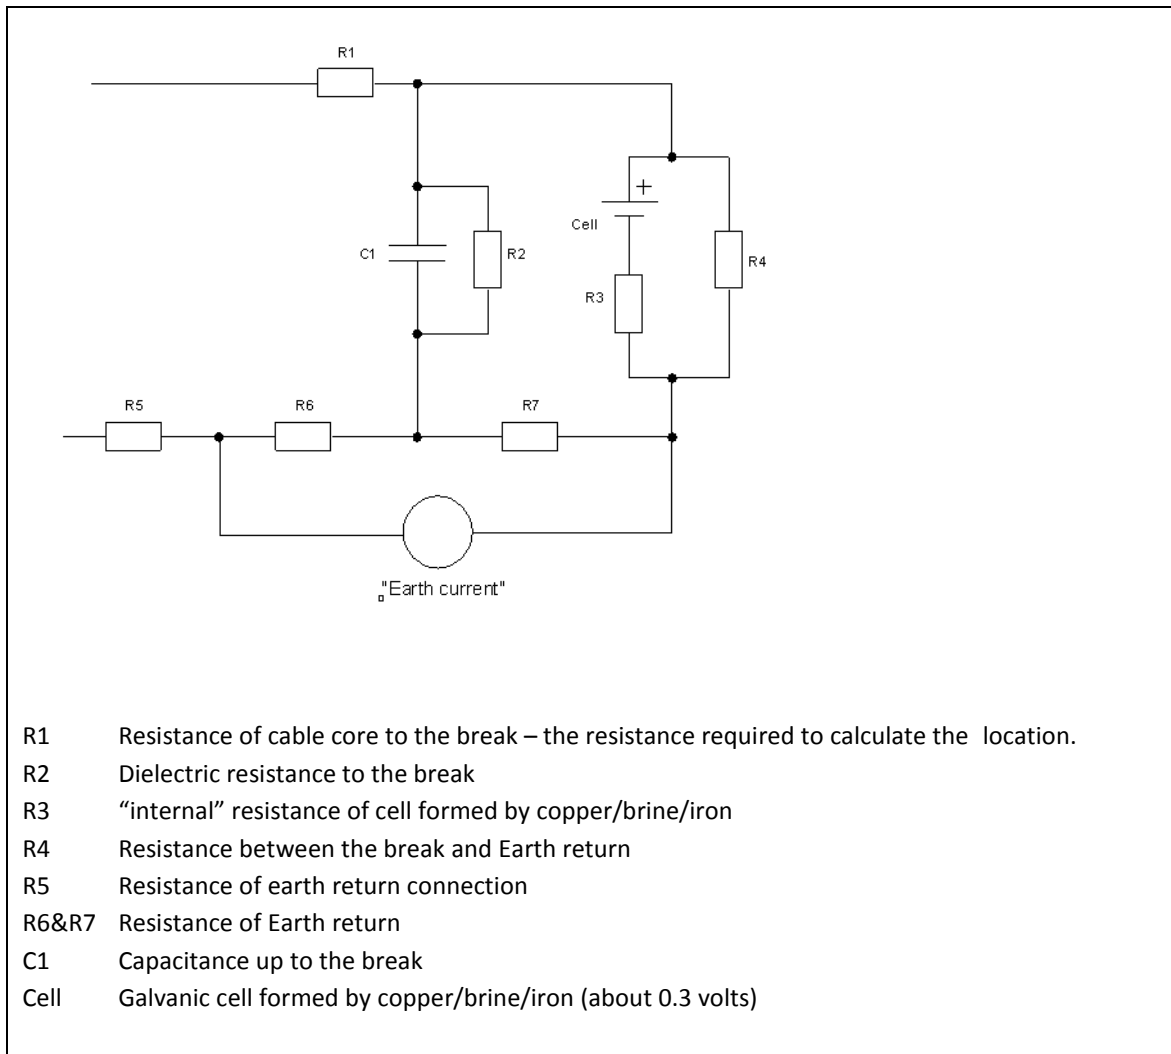 R1
+
Cell
C1
R2
R4
R3
R5
R6
R7
"Earth current"
R1 Resistance of cable core to the break – the resistance required to calculate the location.
R2 Dielectric resistance to the break
R3 “internal” resistance of cell formed by copper/brine/iron
R4 Resistance between the break and Earth return
R5 Resistance of earth return connection
R6&R7 Resistance of Earth return
C1 Capacitance up to the break
Cell Galvanic cell formed by copper/brine/iron (about 0.3 volts)